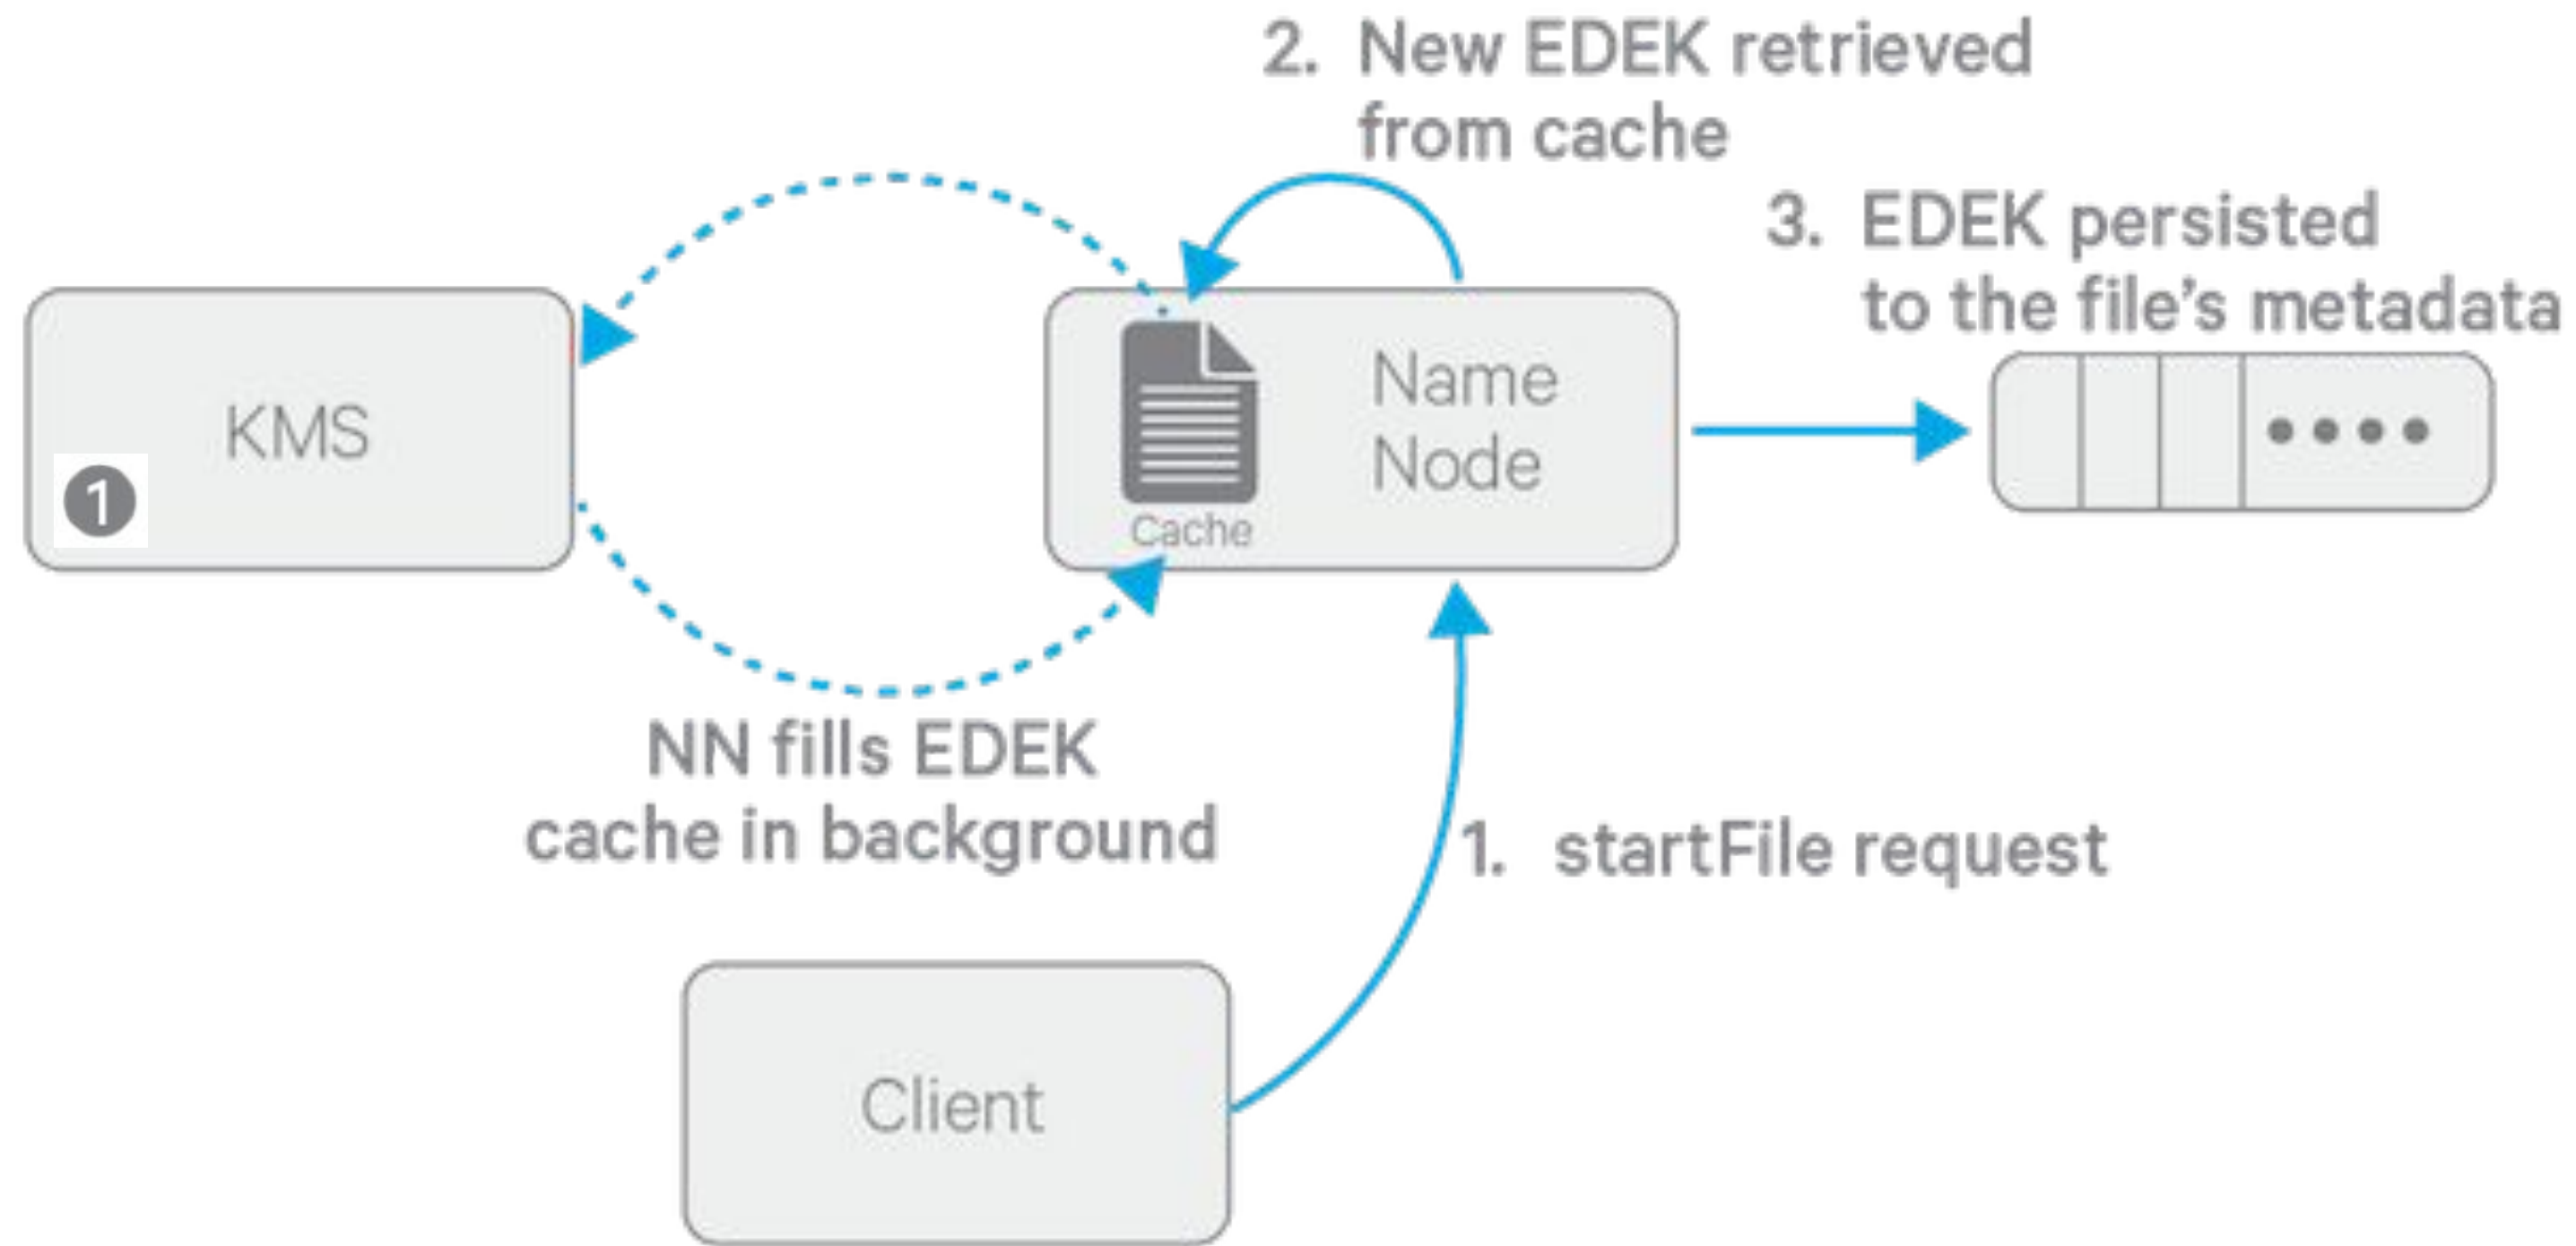 2. New EDEK retrieved
from cache
3. EDEK persisted
to the file’s metadata
KMS
1
Name
Node
Cache
NN fills EDEK
cache in background
1. startFile request
Client